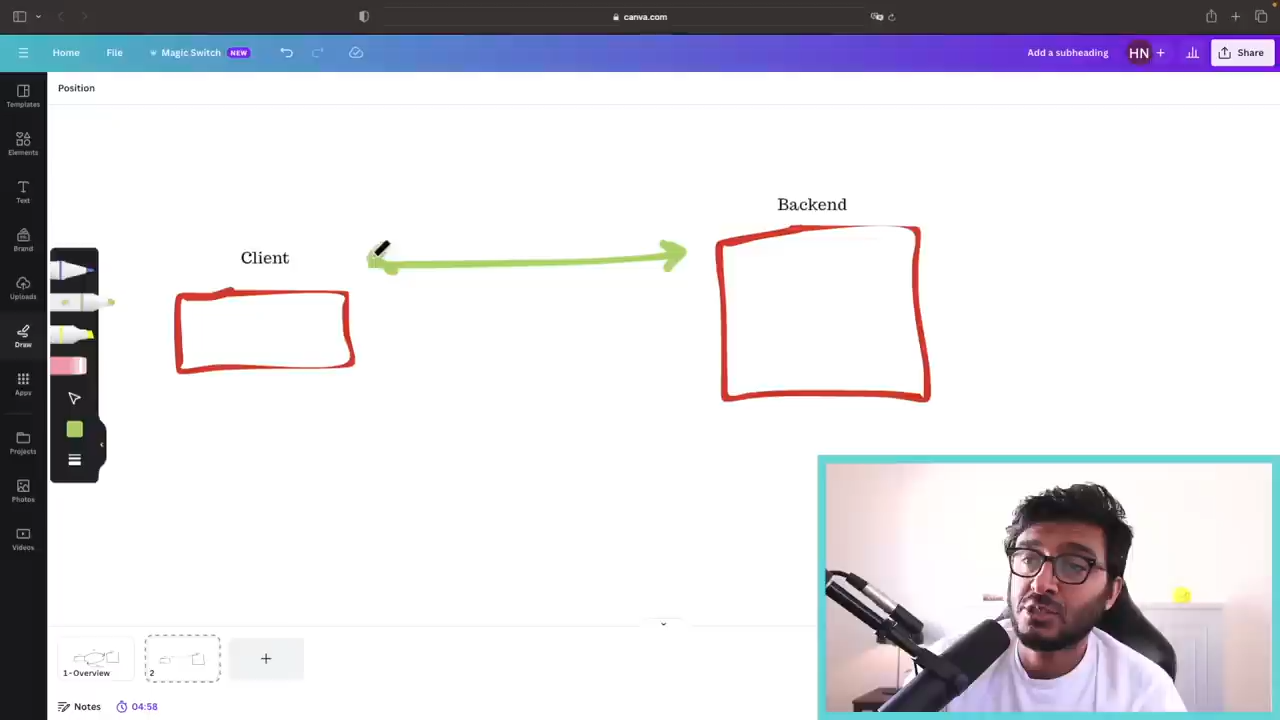 canva.com
Home
File
Magic Switch
NEW
Add a subheading
HN
Share
Templates
Position
Elements
Text
Brand
Uploads
Draw
Apps
Projects
Photos
Videos
Backend
Client
1-Overview
2
Notes
04:58